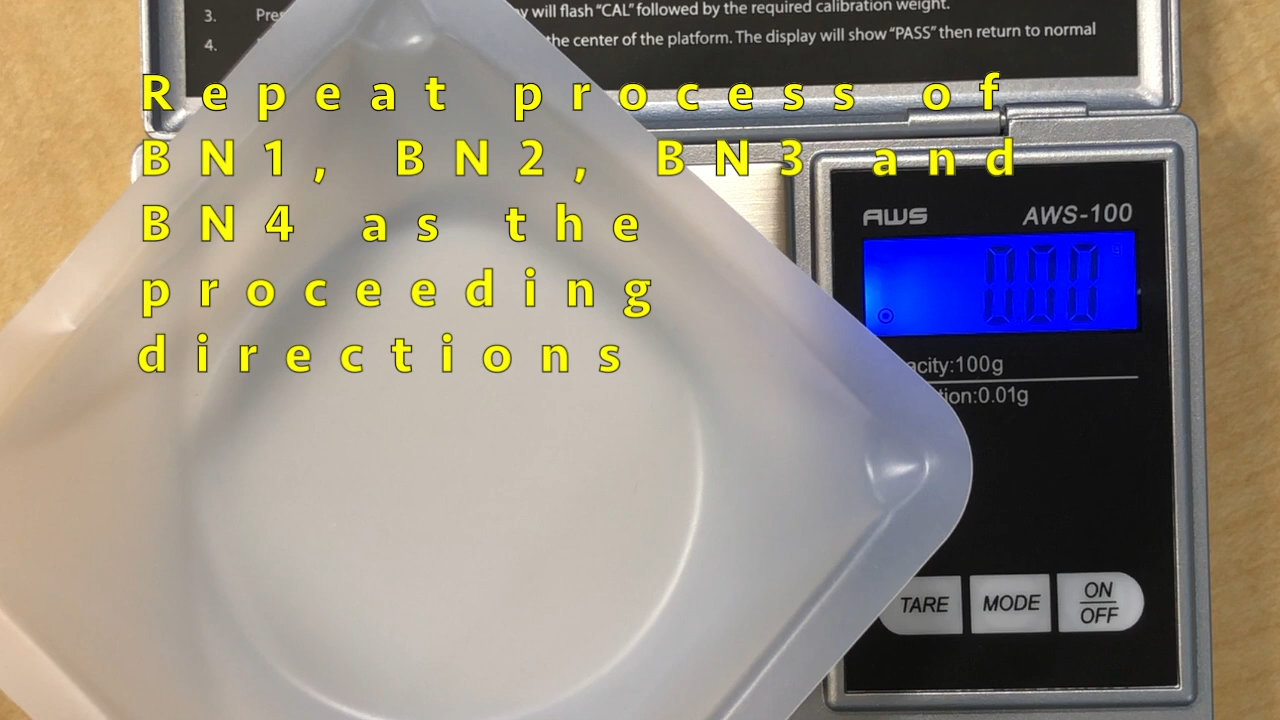 3. Pre
y will flash “CAL” followed by the required calibration weight.
4.
the center of the platform. The display will show “PASS” then return to normal
Repeat process of
BN1, BN2, BN3 and
BN4 as the
proceeding
directions
AWS AWS-100
0.00
acity:100g
tion:0.01g
TARE MODE ON
OFF